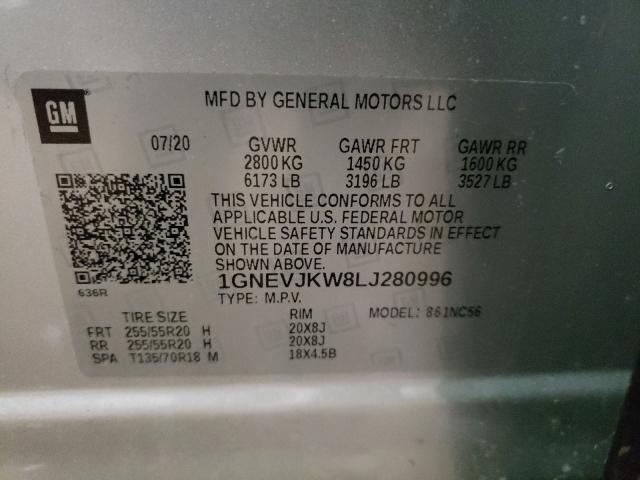 GM
MFD BY GENERAL MOTORS LLC
07/20 GVWR GAWR FRT GAWR RR
2800 KG 1450 KG 1600 KG
6173 LB 3196 LB 3527 LB
THIS VEHICLE CONFORMS TO ALL
APPLICABLE U.S. FEDERAL MOTOR
VEHICLE SAFETY STANDARDS IN EFFECT
ON THE DATE OF MANUFACTURE
SHOWN ABOVE.
636R
1GNEVJKW8LJ280996
TYPE: M.P.V.
TIRE SIZE RIM MODEL: 861NC56
FRT 255/55R20 H 20X8J
RR 255/55R20 H 20X8J
SPA T135/70R18 M 18X4.5B